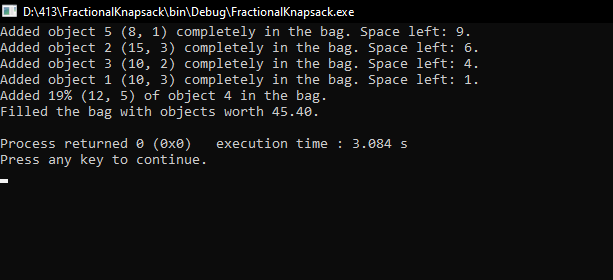 D:\413\FractionalKnapsack\bin\Debug\FractionalKnapsack.exe
Added object 5 (8, 1) completely in the bag. Space left: 9.
Added object 2 (15, 3) completely in the bag. Space left: 6.
Added object 3 (10, 2) completely in the bag. Space left: 4.
Added object 1 (10, 3) completely in the bag. Space left: 1.
Added 19% (12, 5) of object 4 in the bag.
Filled the bag with objects worth 45.40.
Process returned 0 (0x0)   execution time : 3.084 s
Press any key to continue.